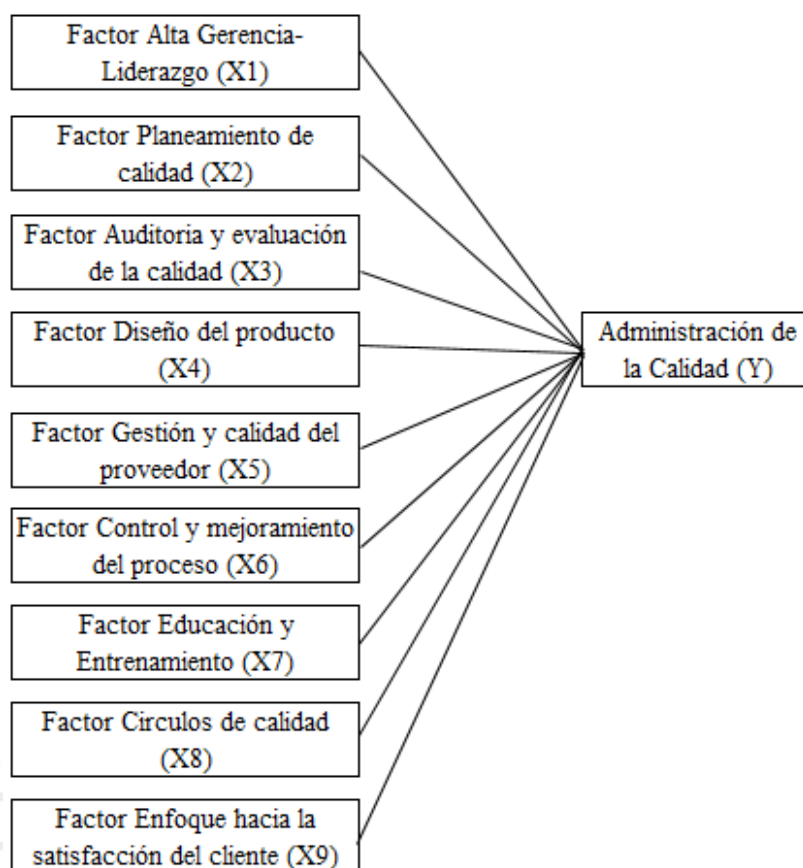 Factor Alta Gerencia-
Liderazgo (X1)
Factor Planeamiento de
calidad (X2)
Factor Auditoria y evaluación
de la calidad (X3)
Factor Diseño del producto
(X4)
Factor Gestión y calidad del
proveedor (X5)
Factor Control y mejoramiento
del proceso (X6)
Factor Educación y
Entrenamiento (X7)
Factor Circulos de calidad
(X8)
Factor Enfoque hacia la
satisfacción del cliente (X9)
Administración de
la Calidad (Y)